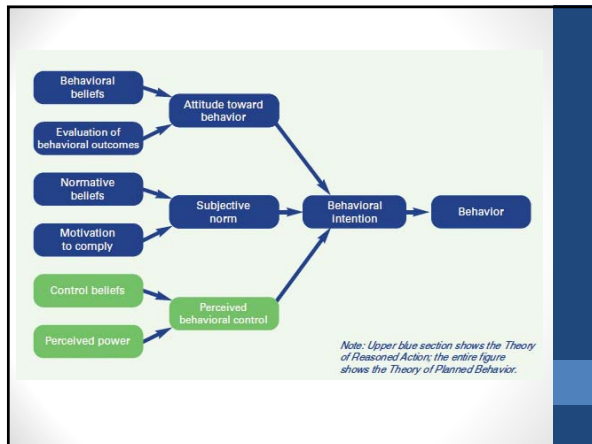 Behavioral
beliefs
Evaluation of
behavioral outcomes
Attitude toward
behavior
Normative
beliefs
Motivation
to comply
Subjective
norm
Behavioral
intention
Behavior
Control beliefs
Perceived power
Perceived
behavioral control
Note: Upper blue section shows the Theory
of Reasoned Action; the entire figure
shows the Theory of Planned Behavior.